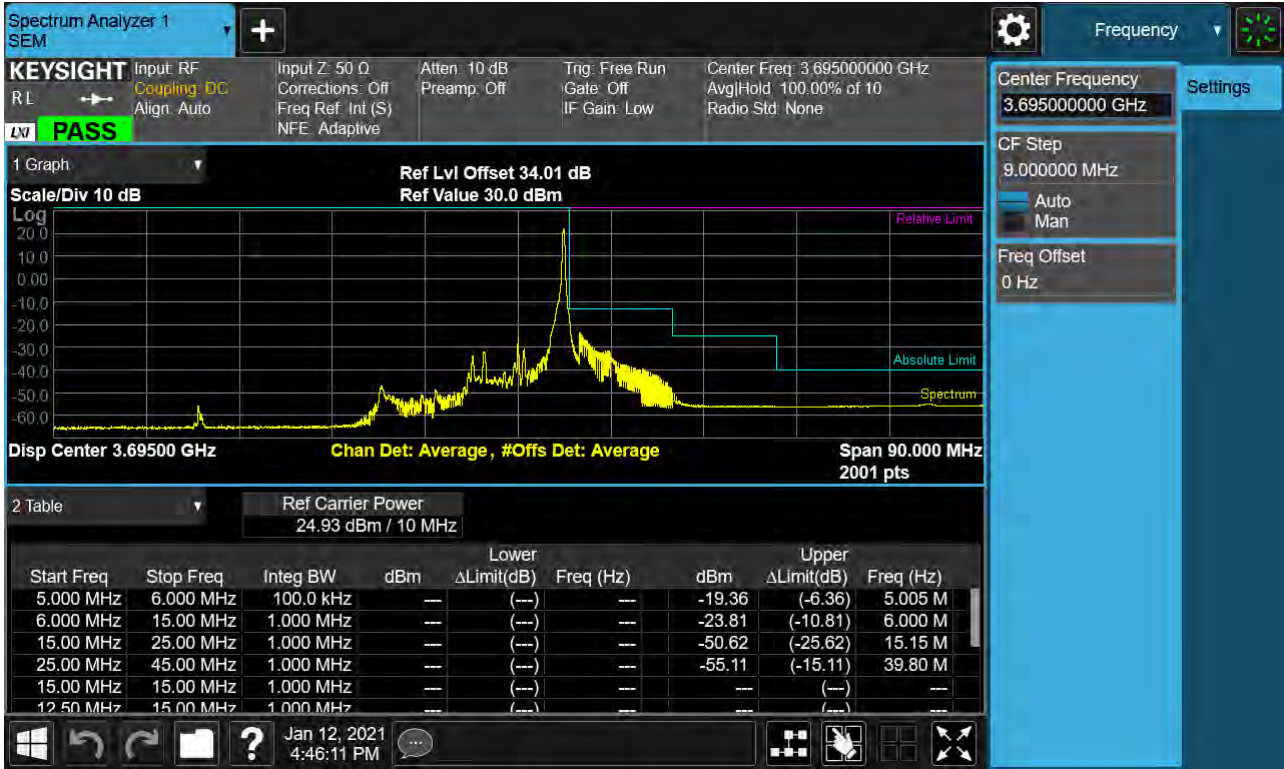 Spectrum Analyzer 1
SEM
Frequency
KEYSIGHT
R L
LXI
PASS
Input: RF
Coupling: DC
Align: Auto
Input Z: 50 Ω
Corrections: Off
Freq Ref: Int (S)
NFE: Adaptive
Atten: 10 dB
Preamp: Off
Trig: Free Run
Gate: Off
IF Gain: Low
Center Freq: 3.695000000 GHz
Avg|Hold: 100.00% of 10
Radio Std: None
Center Frequency
3.695000000 GHz
Settings
CF Step
9.000000 MHz
Auto
Man
Freq Offset
0 Hz
1 Graph
Scale/Div 10 dB
Ref Lvl Offset 34.01 dB
Ref Value 30.0 dBm
Log
20.0
10.0
0.00
-10.0
-20.0
-30.0
-40.0
-50.0
-60.0
Relative Limit
Absolute Limit
Spectrum
Disp Center 3.69500 GHz
Chan Det: Average, #Offs Det: Average
Span 90.000 MHz
2001 pts
2 Table
Ref Carrier Power
24.93 dBm / 10 MHz
Lower Upper
Start Freq Stop Freq Integ BW dBm ΔLimit(dB) Freq (Hz) dBm ΔLimit(dB) Freq (Hz)
5.000 MHz 6.000 MHz 100.0 kHz --- (---) --- -19.36 (-6.36) 5.005 M
6.000 MHz 15.00 MHz 1.000 MHz --- (---) --- -23.81 (-10.81) 6.000 M
15.00 MHz 25.00 MHz 1.000 MHz --- (---) --- -50.62 (-25.62) 15.15 M
25.00 MHz 45.00 MHz 1.000 MHz --- (---) --- -55.11 (-15.11) 39.80 M
15.00 MHz 15.00 MHz 1.000 MHz --- (---) --- --- (---) ---
12.50 MHz 15.00 MHz 1.000 MHz --- (---) --- --- (---) ---
?
Jan 12, 2021
4:46:11 PM